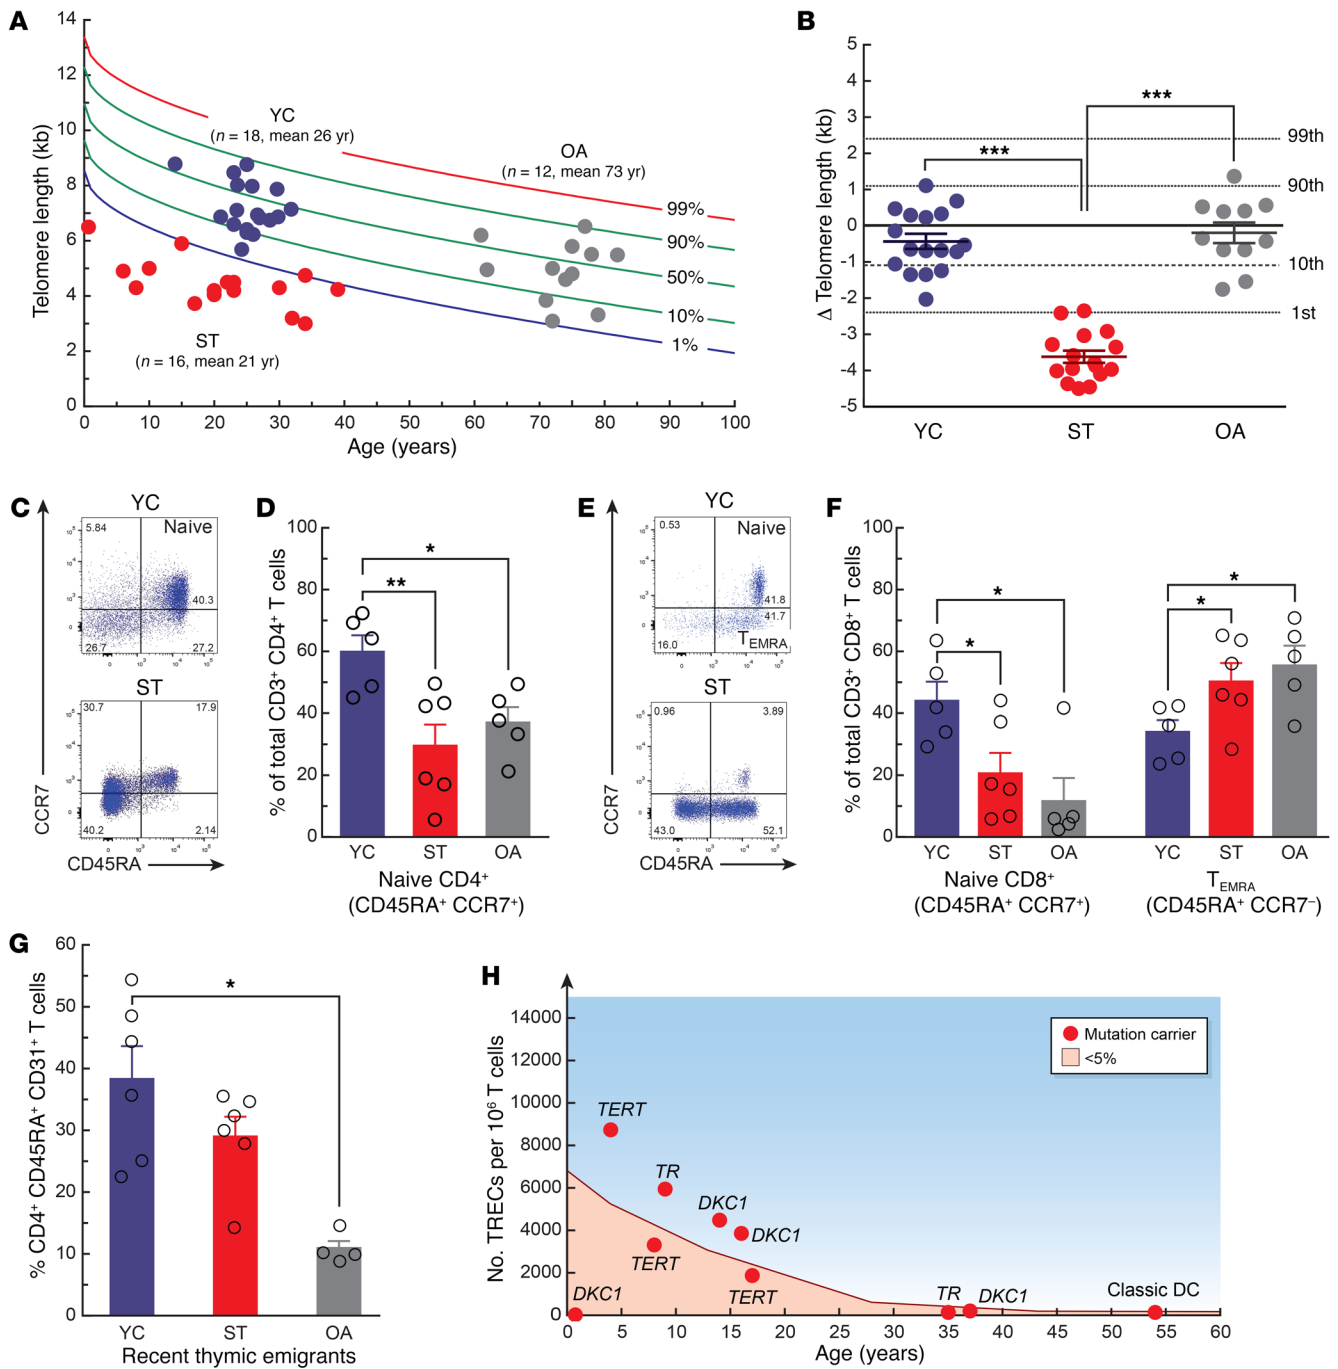 A
14
12
10
8
6
4
2
0
Telomere length (kb)
YC
(n = 18, mean 26 yr)
OA
(n = 12, mean 73 yr)
99%
90%
50%
10%
1%
ST
(n = 16, mean 21 yr)
0 10 20 30 40 50 60 70 80 90 100
Age (years)
B
5
4
3
2
1
0
-1
-2
-3
-4
-5
Δ Telomere length (kb)
***
***
99th
90th
10th
1st
YC ST OA
C
YC
5.84 Naive
40.3
26.7 27.2
ST
30.7 17.9
40.2 2.14
CCR7
CD45RA
D
100
80
60
40
20
0
% of total CD3⁺ CD4⁺ T cells
*
**
YC ST OA
Naive CD4⁺
(CD45RA⁺ CCR7⁺)
E
YC
0.53 Naive
41.8
41.7
16.0 TEMRA
ST
0.96 3.89
43.0 52.1
CCR7
CD45RA
F
100
80
60
40
20
0
% of total CD3⁺ CD8⁺ T cells
*
*
*
*
YC ST OA YC ST OA
Naive CD8⁺
(CD45RA⁺ CCR7⁺)
TEMRA
(CD45RA⁺ CCR7⁻)
G
60
50
40
30
20
10
0
% CD4⁺ CD45RA⁺ CD31⁺ T cells
*
YC ST OA
Recent thymic emigrants
H
14000
12000
10000
8000
6000
4000
2000
0
No. TRECs per 10⁶ T cells
Mutation carrier
<5%
TERT
TR
DKC1
DKC1
TERT
TERT
DKC1
TR
DKC1
Classic DC
0 5 10 15 20 25 30 35 40 45 50 55 60
Age (years)